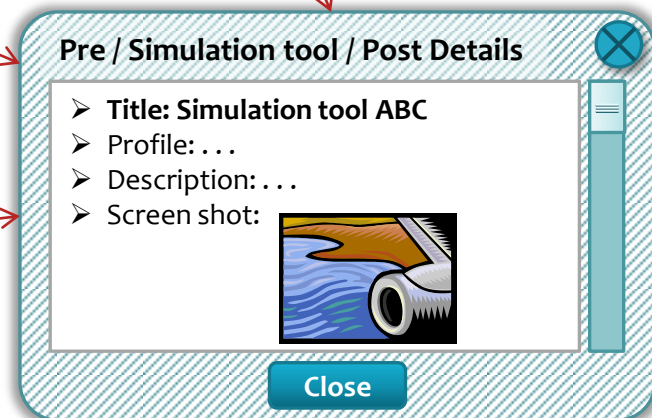 Pre / Simulation tool / Post Details
➢ Title: Simulation tool ABC
➢ Profile: . . .
➢ Description: . . .
➢ Screen shot:
Close